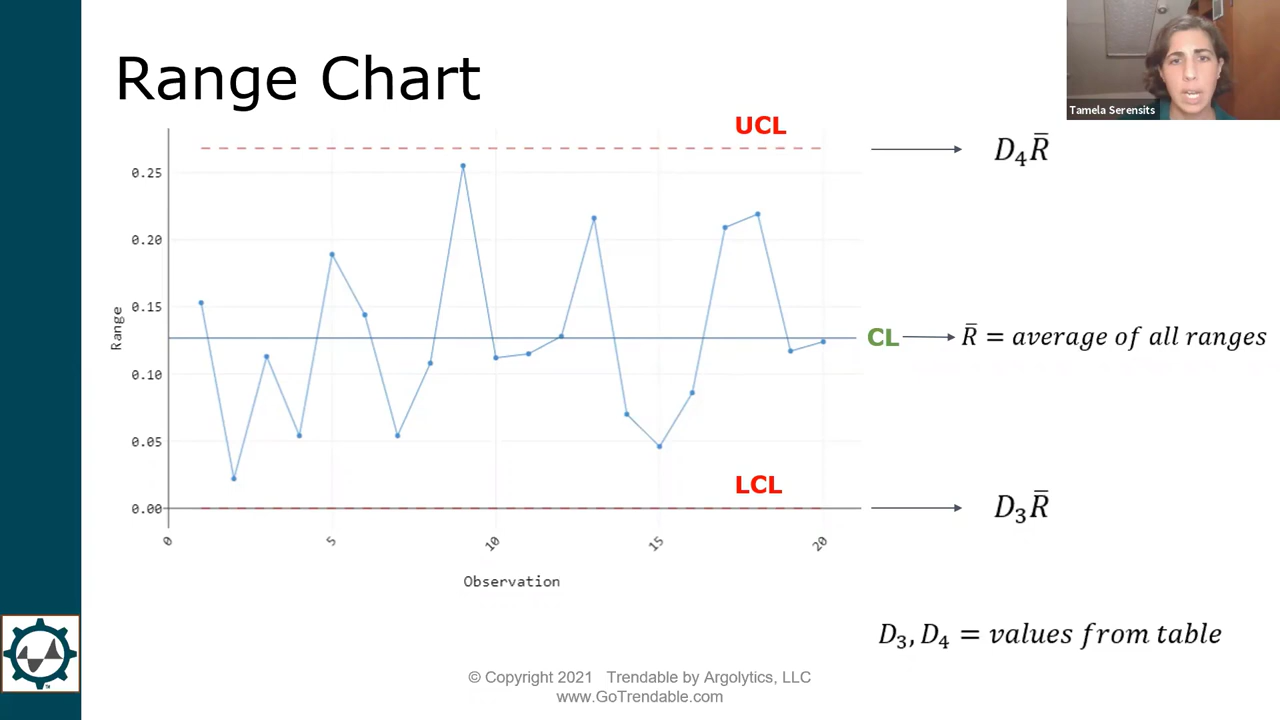 Range Chart
Tamela Serensits
UCL
D₄R̄
0.25
0.20
0.15
0.10
0.05
0.00
Range
CL
R̄ = average of all ranges
LCL
D₃R̄
0
5
10
15
20
Observation
D₃, D₄ = values from table
© Copyright 2021 Trendable by Argolytics, LLC
www.GoTrendable.com